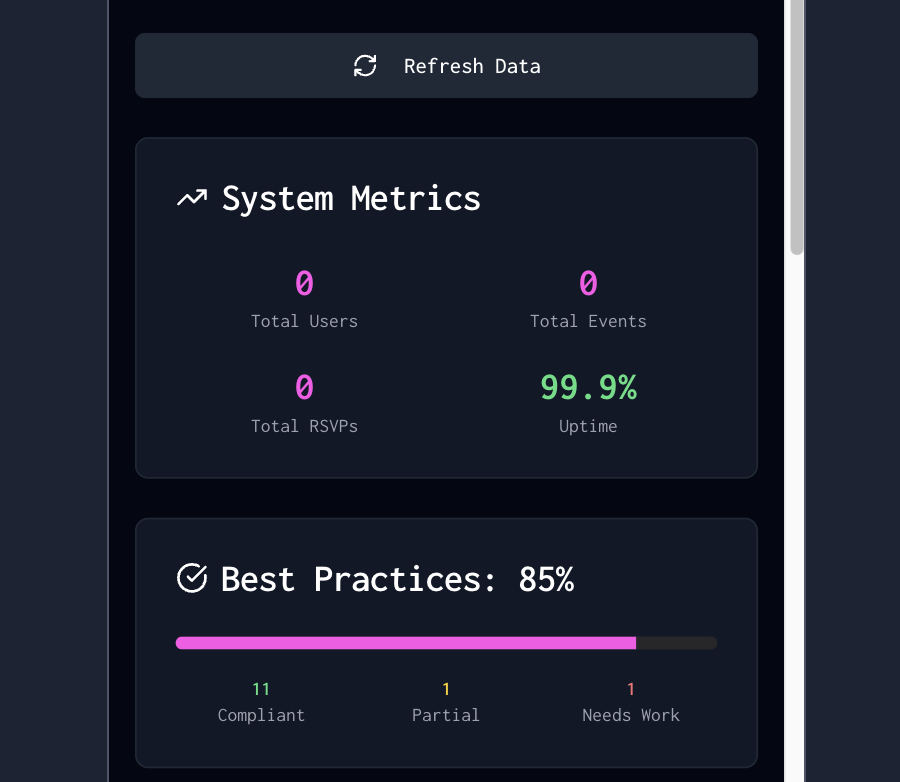 Refresh Data
System Metrics
0
Total Users
0
Total Events
0
Total RSVPs
99.9%
Uptime
Best Practices: 85%
11
Compliant
1
Partial
1
Needs Work